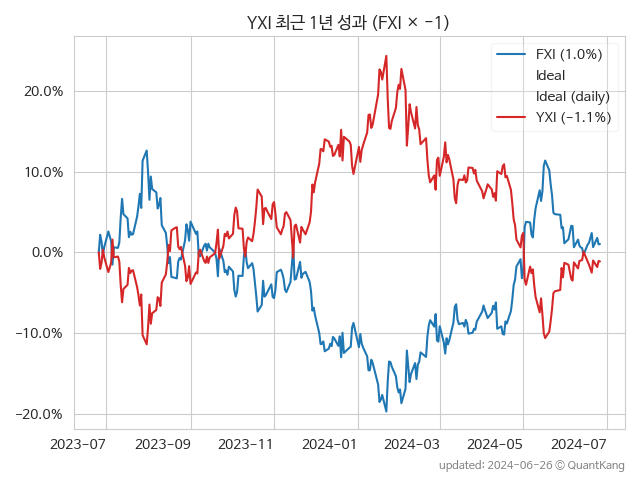 YXI 최근 1년 성과 (FXI × −1)
FXI (1.0%)
Ideal
Ideal (daily)
YXI (−1.1%)
20.0%
10.0%
0.0%
−10.0%
−20.0%
2023−07
2023−09
2023−11
2024−01
2024−03
2024−05
2024−07
updated: 2024−06−26 © QuantKang